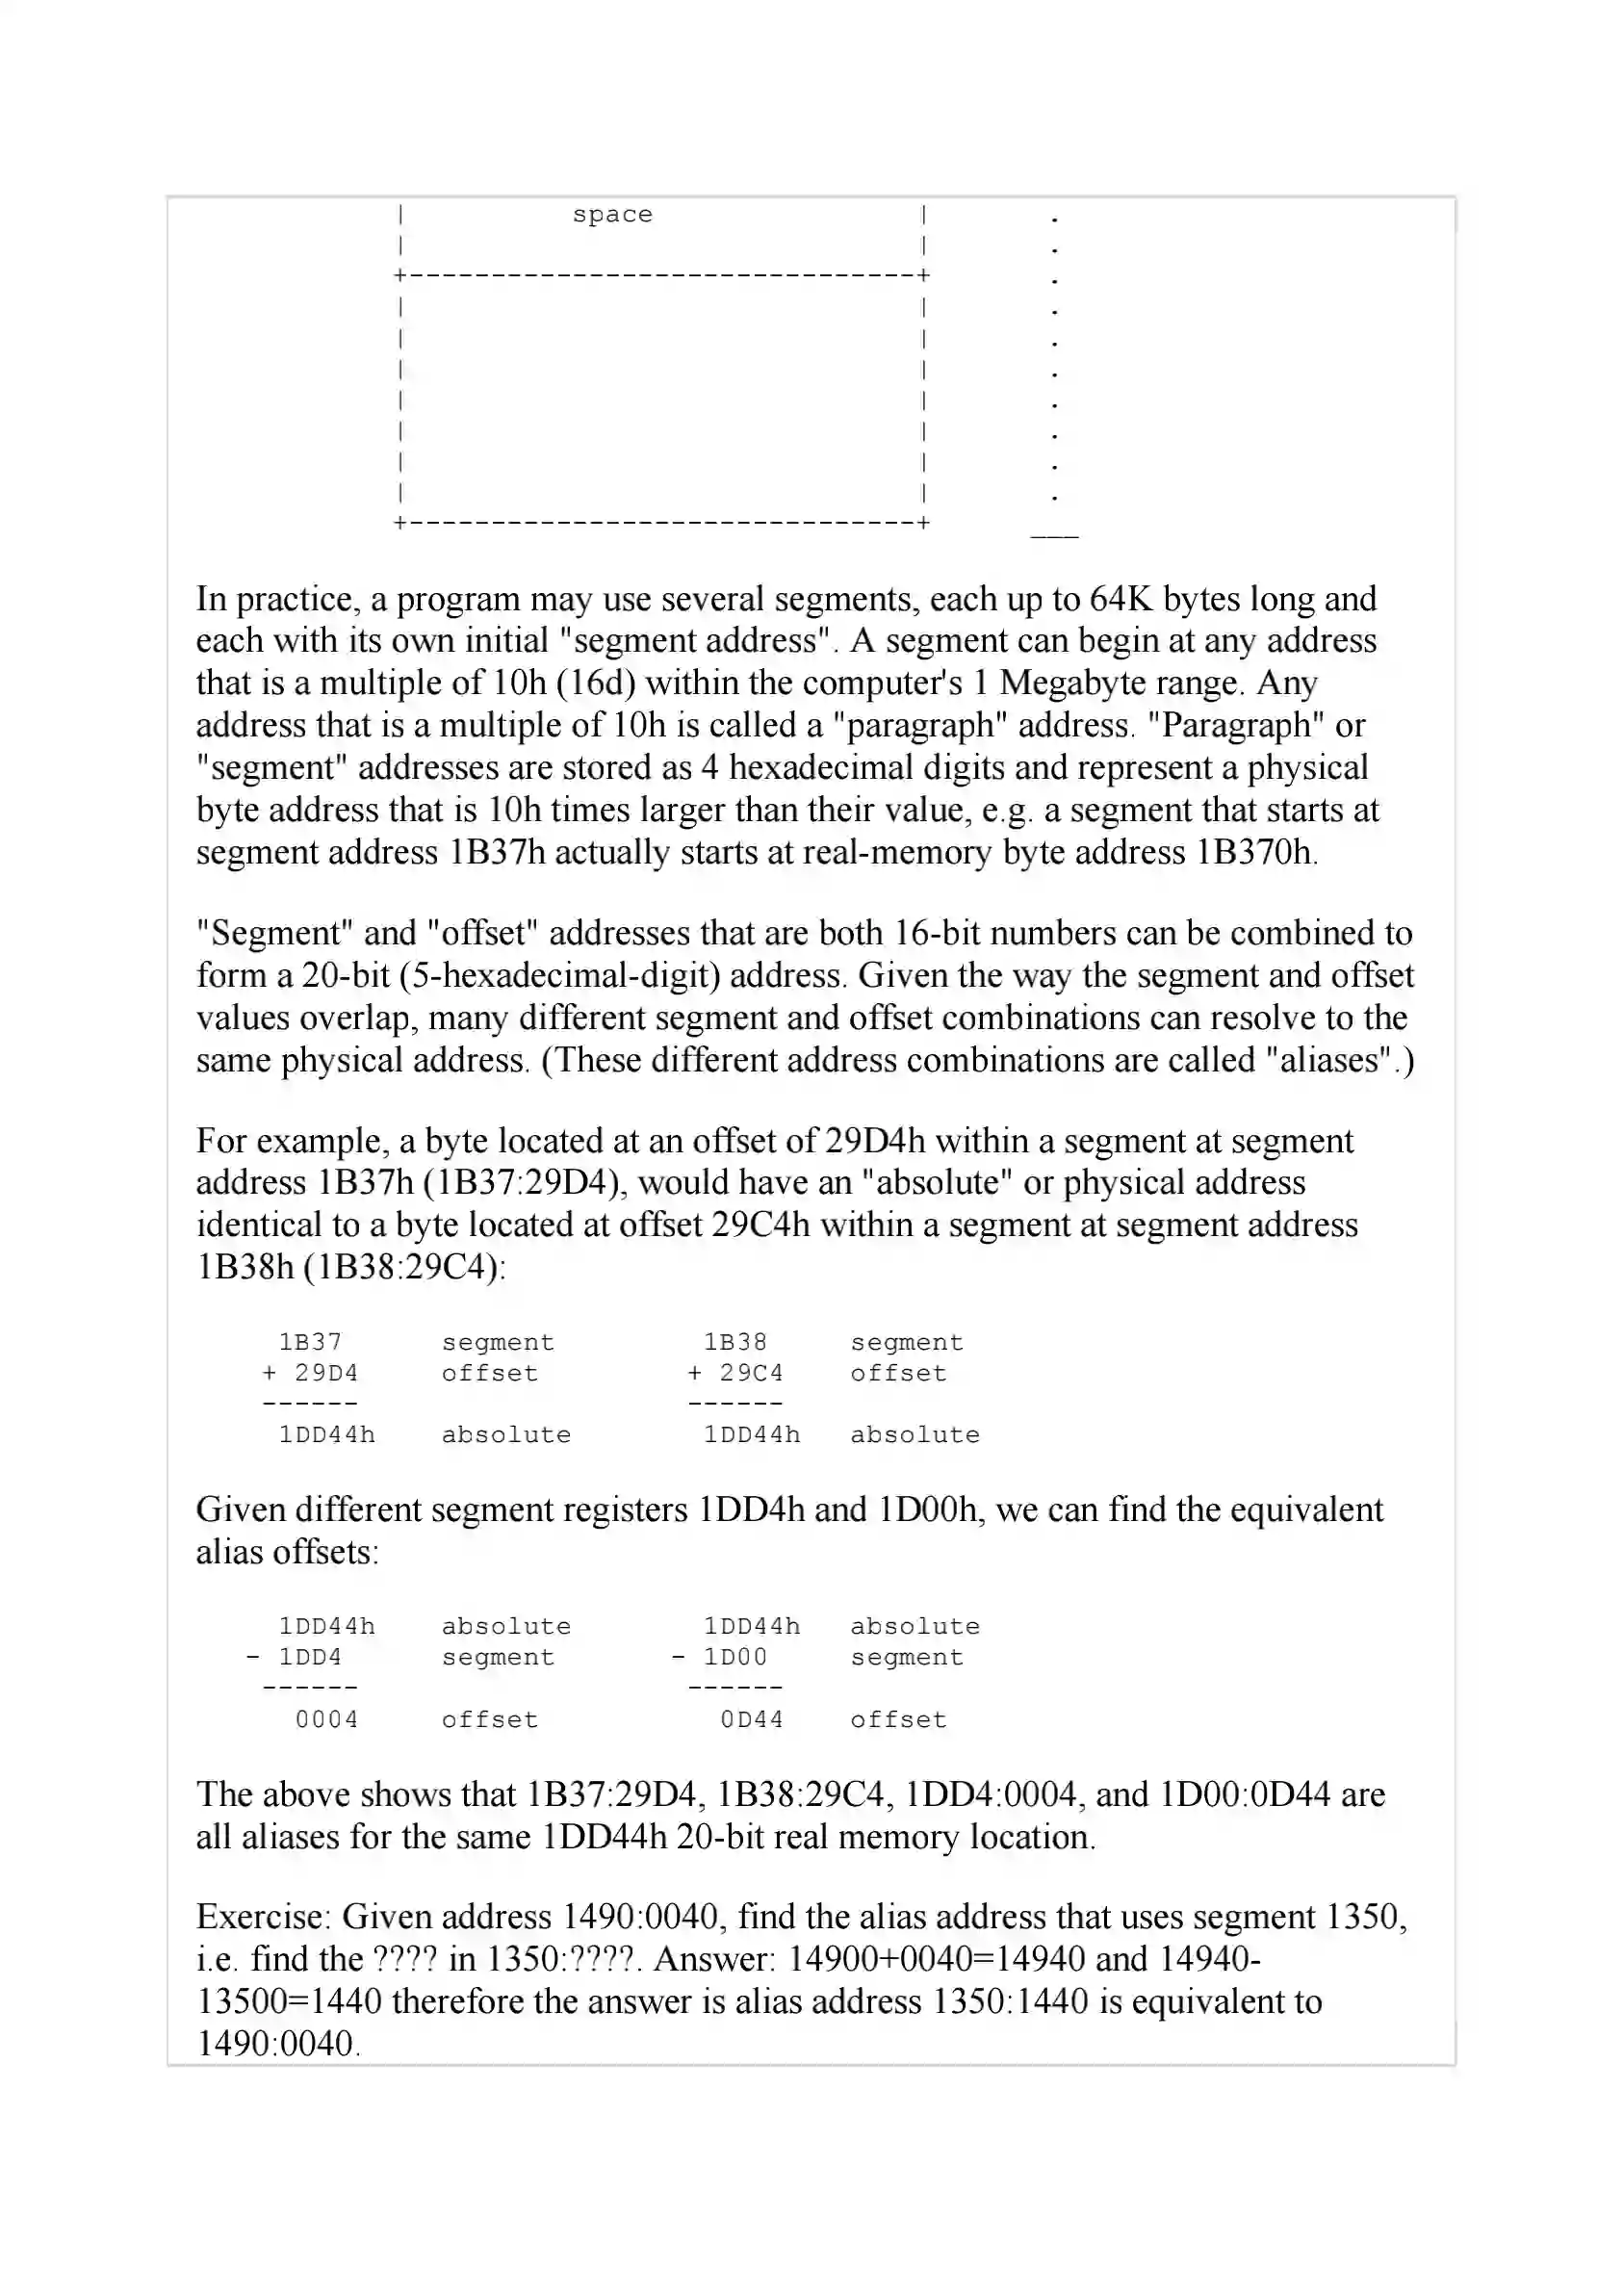 |          space                |       .
|                               |       .
+-------------------------------+       .
|                               |       .
|                               |       .
|                               |       .
|                               |       .
|                               |       .
|                               |       .
|                               |       .
+-------------------------------+      ___
In practice, a program may use several segments, each up to 64K bytes long and
each with its own initial "segment address". A segment can begin at any address
that is a multiple of 10h (16d) within the computer's 1 Megabyte range. Any
address that is a multiple of 10h is called a "paragraph" address. "Paragraph" or
"segment" addresses are stored as 4 hexadecimal digits and represent a physical
byte address that is 10h times larger than their value, e.g. a segment that starts at
segment address 1B37h actually starts at real-memory byte address 1B370h.
"Segment" and "offset" addresses that are both 16-bit numbers can be combined to
form a 20-bit (5-hexadecimal-digit) address. Given the way the segment and offset
values overlap, many different segment and offset combinations can resolve to the
same physical address. (These different address combinations are called "aliases".)
For example, a byte located at an offset of 29D4h within a segment at segment
address 1B37h (1B37:29D4), would have an "absolute" or physical address
identical to a byte located at offset 29C4h within a segment at segment address
1B38h (1B38:29C4):
 1B37     segment         1B38    segment
+ 29D4    offset         + 29C4   offset
------                   ------
 1DD44h   absolute        1DD44h  absolute
Given different segment registers 1DD4h and 1D00h, we can find the equivalent
alias offsets:
  1DD44h   absolute        1DD44h  absolute
- 1DD4     segment       - 1D00    segment
 ------                   ------
   0004    offset           0D44   offset
The above shows that 1B37:29D4, 1B38:29C4, 1DD4:0004, and 1D00:0D44 are
all aliases for the same 1DD44h 20-bit real memory location.
Exercise: Given address 1490:0040, find the alias address that uses segment 1350,
i.e. find the ???? in 1350:????. Answer: 14900+0040=14940 and 14940-
13500=1440 therefore the answer is alias address 1350:1440 is equivalent to
1490:0040.